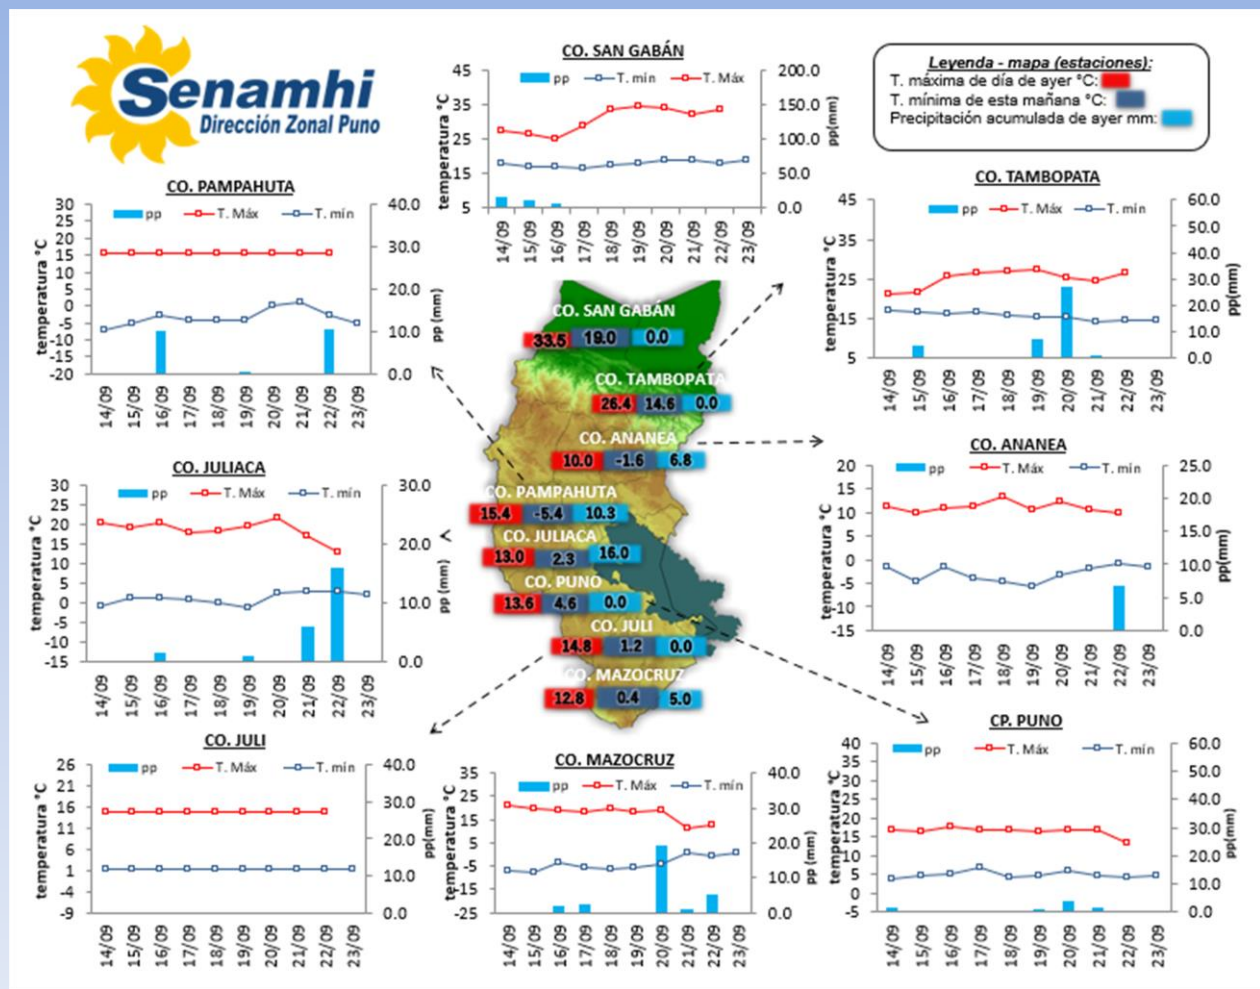 Senamhi
Dirección Zonal Puno
CO. SAN GABÁN
pp T. mín T. Máx
temperatura °C
45
35
25
15
5
200.0
150.0
100.0
50.0
0.0
pp(mm)
14/09 15/09 16/09 17/09 18/09 19/09 20/09 21/09 22/09 23/09
Leyenda - mapa (estaciones):
T. máxima de día de ayer °C:
T. mínima de esta mañana °C:
Precipitación acumulada de ayer mm:
CO. PAMPAHUTA
pp T. Máx T. mín
temperatura °C
30
25
20
15
10
5
0
-5
-10
-15
-20
40.0
30.0
20.0
10.0
0.0
pp(mm)
14/09 15/09 16/09 17/09 18/09 19/09 20/09 21/09 22/09 23/09
CO. TAMBOPATA
pp T. Máx T. mín
temperatura °C
45
35
25
15
5
60.0
50.0
40.0
30.0
20.0
10.0
0.0
pp(mm)
14/09 15/09 16/09 17/09 18/09 19/09 20/09 21/09 22/09 23/09
CO. SAN GABÁN
33.5 19.0 0.0
CO. TAMBOPATA
26.4 14.6 0.0
CO. ANANEA
10.0 -1.6 6.8
CO. PAMPAHUTA
15.4 -5.4 10.3
CO. JULIACA
13.0 2.3 16.0
CO. PUNO
13.6 4.6 0.0
CO. JULI
14.8 1.2 0.0
CO. MAZOCRUZ
12.8 0.4 5.0
CO. JULIACA
pp T. Máx T. mín
temperatura °C
30
25
20
15
10
5
0
-5
-10
-15
30.0
20.0
10.0
0.0
pp(mm)
14/09 15/09 16/09 17/09 18/09 19/09 20/09 21/09 22/09 23/09
CO. ANANEA
pp T. Máx T. mín
temperatura °C
20
15
10
5
0
-5
-10
-15
25.0
20.0
15.0
10.0
5.0
0.0
pp(mm)
14/09 15/09 16/09 17/09 18/09 19/09 20/09 21/09 22/09 23/09
CO. JULI
pp T. Máx T. mín
temperatura °C
26
21
16
11
6
1
-4
-9
40.0
30.0
20.0
10.0
0.0
pp(mm)
14/09 15/09 16/09 17/09 18/09 19/09 20/09 21/09 22/09 23/09
CO. MAZOCRUZ
pp T. Máx T. mín
temperatura °C
35
25
15
5
-5
-15
-25
40.0
30.0
20.0
10.0
0.0
pp(mm)
14/09 15/09 16/09 17/09 18/09 19/09 20/09 21/09 22/09 23/09
CP. PUNO
pp T. Máx T. mín
temperatura °C
40
35
30
25
20
15
10
5
0
-5
60.0
50.0
40.0
30.0
20.0
10.0
0.0
pp(mm)
14/09 15/09 16/09 17/09 18/09 19/09 20/09 21/09 22/09 23/09